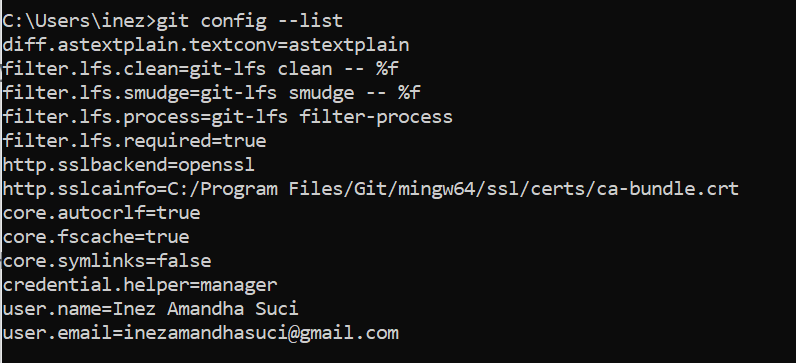 C:\Users\inez>git config --list
diff.astextplain.textconv=astextplain
filter.lfs.clean=git-lfs clean -- %f
filter.lfs.smudge=git-lfs smudge -- %f
filter.lfs.process=git-lfs filter-process
filter.lfs.required=true
http.sslbackend=openssl
http.sslcainfo=C:/Program Files/Git/mingw64/ssl/certs/ca-bundle.crt
core.autocrlf=true
core.fscache=true
core.symlinks=false
credential.helper=manager
user.name=Inez Amandha Suci
user.email=inezamandhasuci@gmail.com